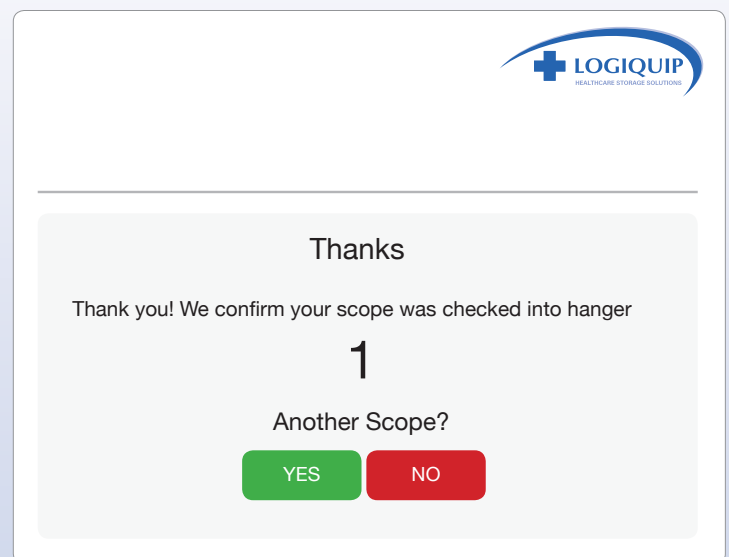 LOGIQUIP
HEALTHCARE STORAGE SOLUTIONS
Thanks
Thank you! We confirm your scope was checked into hanger
1
Another Scope?
YES NO